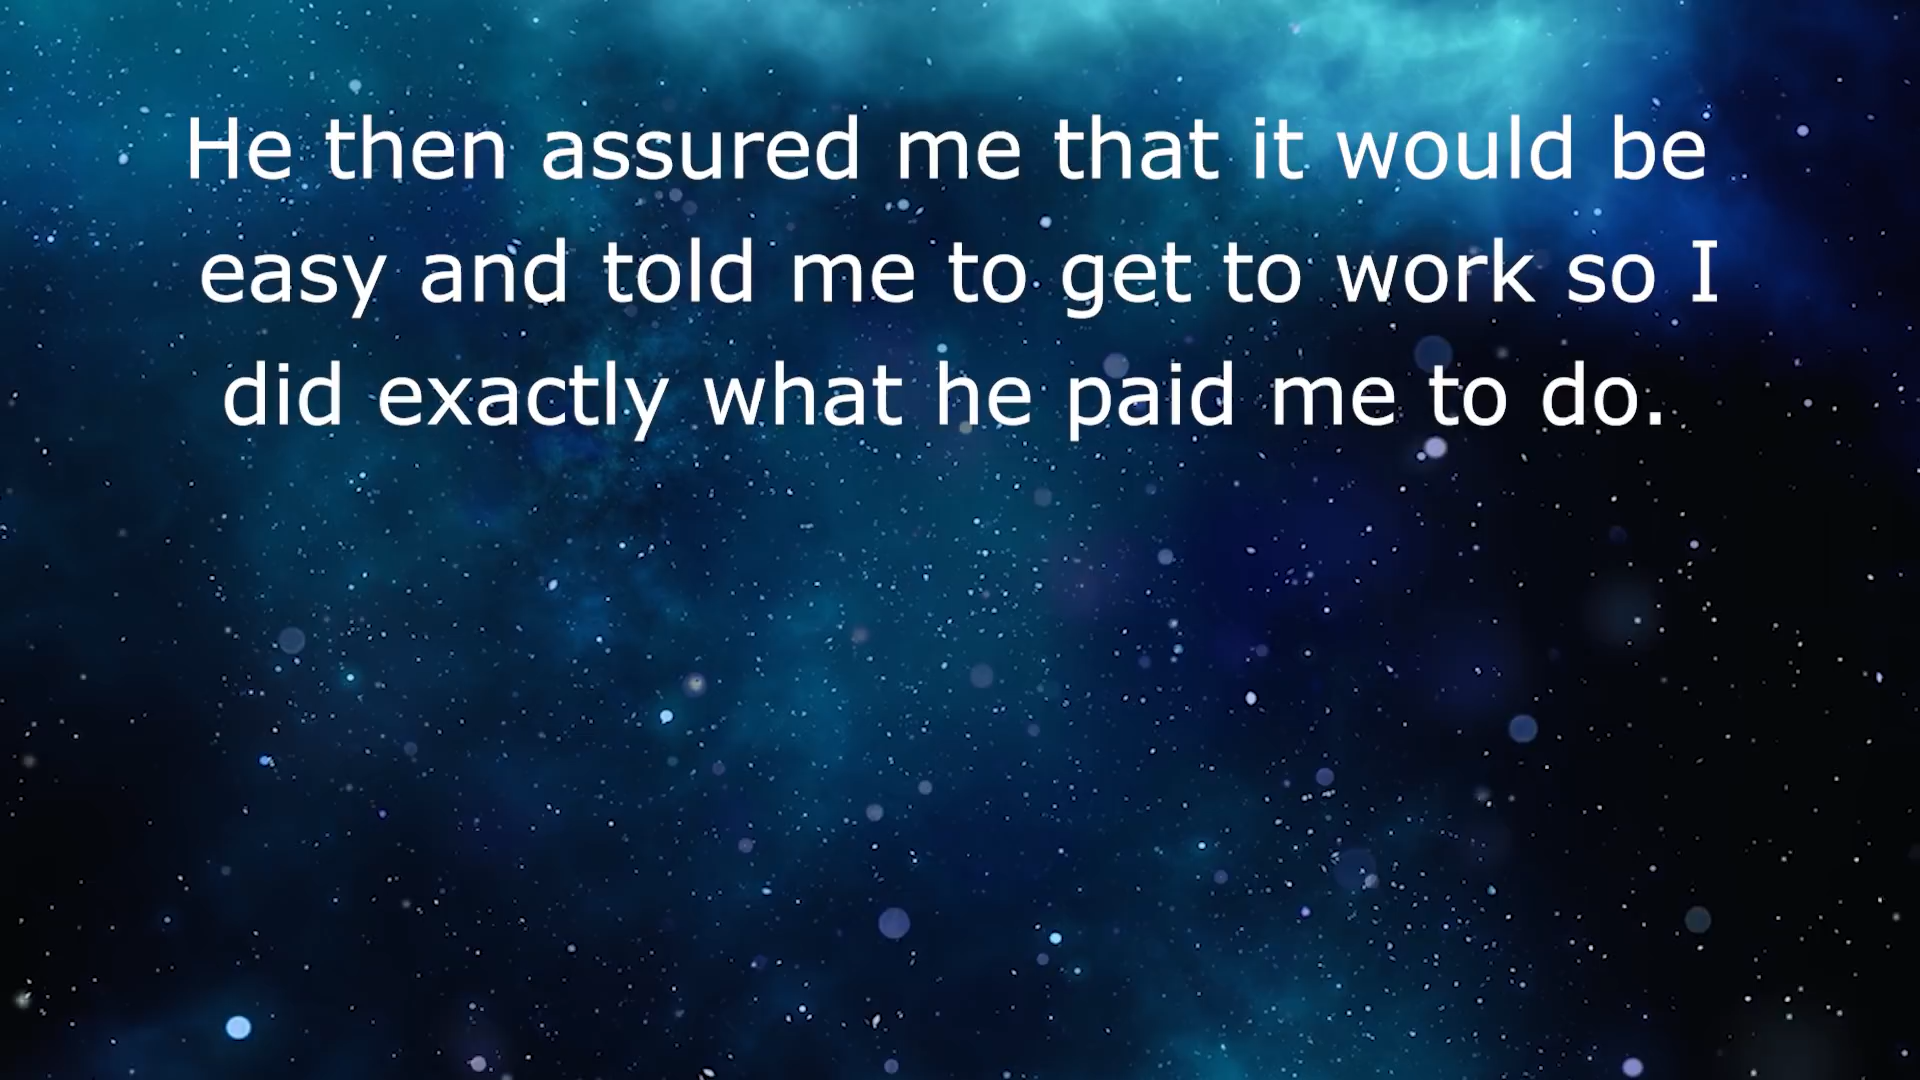 He then assured me that it would be
easy and told me to get to work so I
did exactly what he paid me to do.